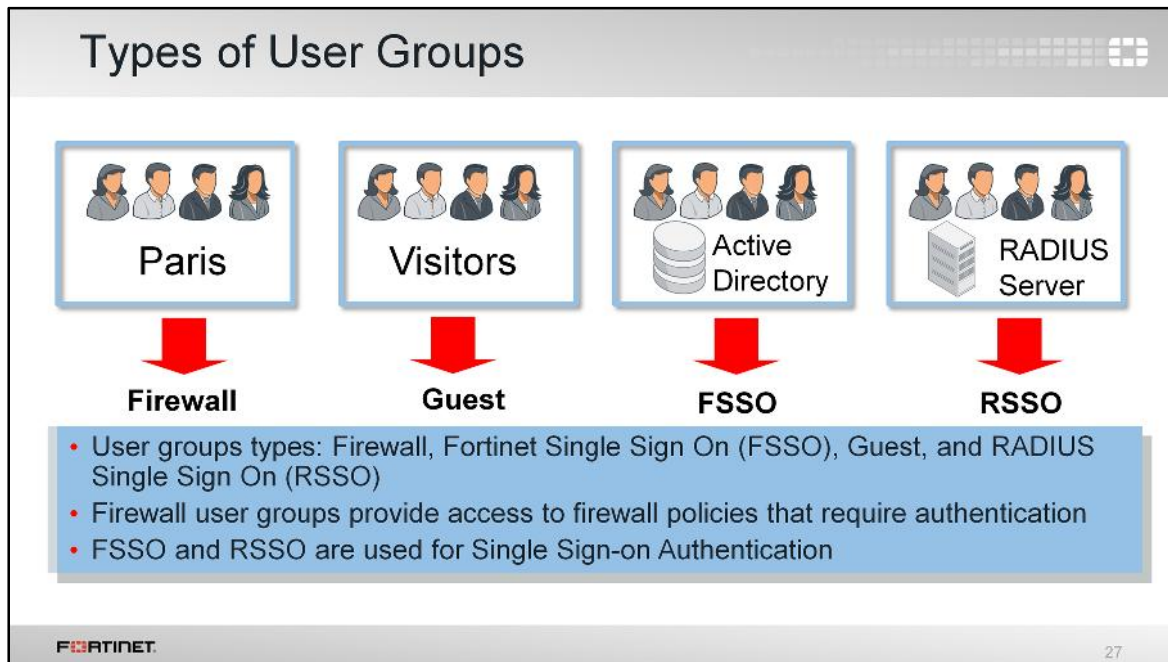 Types of User Groups
Paris
Visitors
Active
Directory
RADIUS
Server
Firewall
Guest
FSSO
RSSO
• User groups types: Firewall, Fortinet Single Sign On (FSSO), Guest, and RADIUS
Single Sign On (RSSO)
• Firewall user groups provide access to firewall policies that require authentication
• FSSO and RSSO are used for Single Sign-on Authentication
FORTINET
27